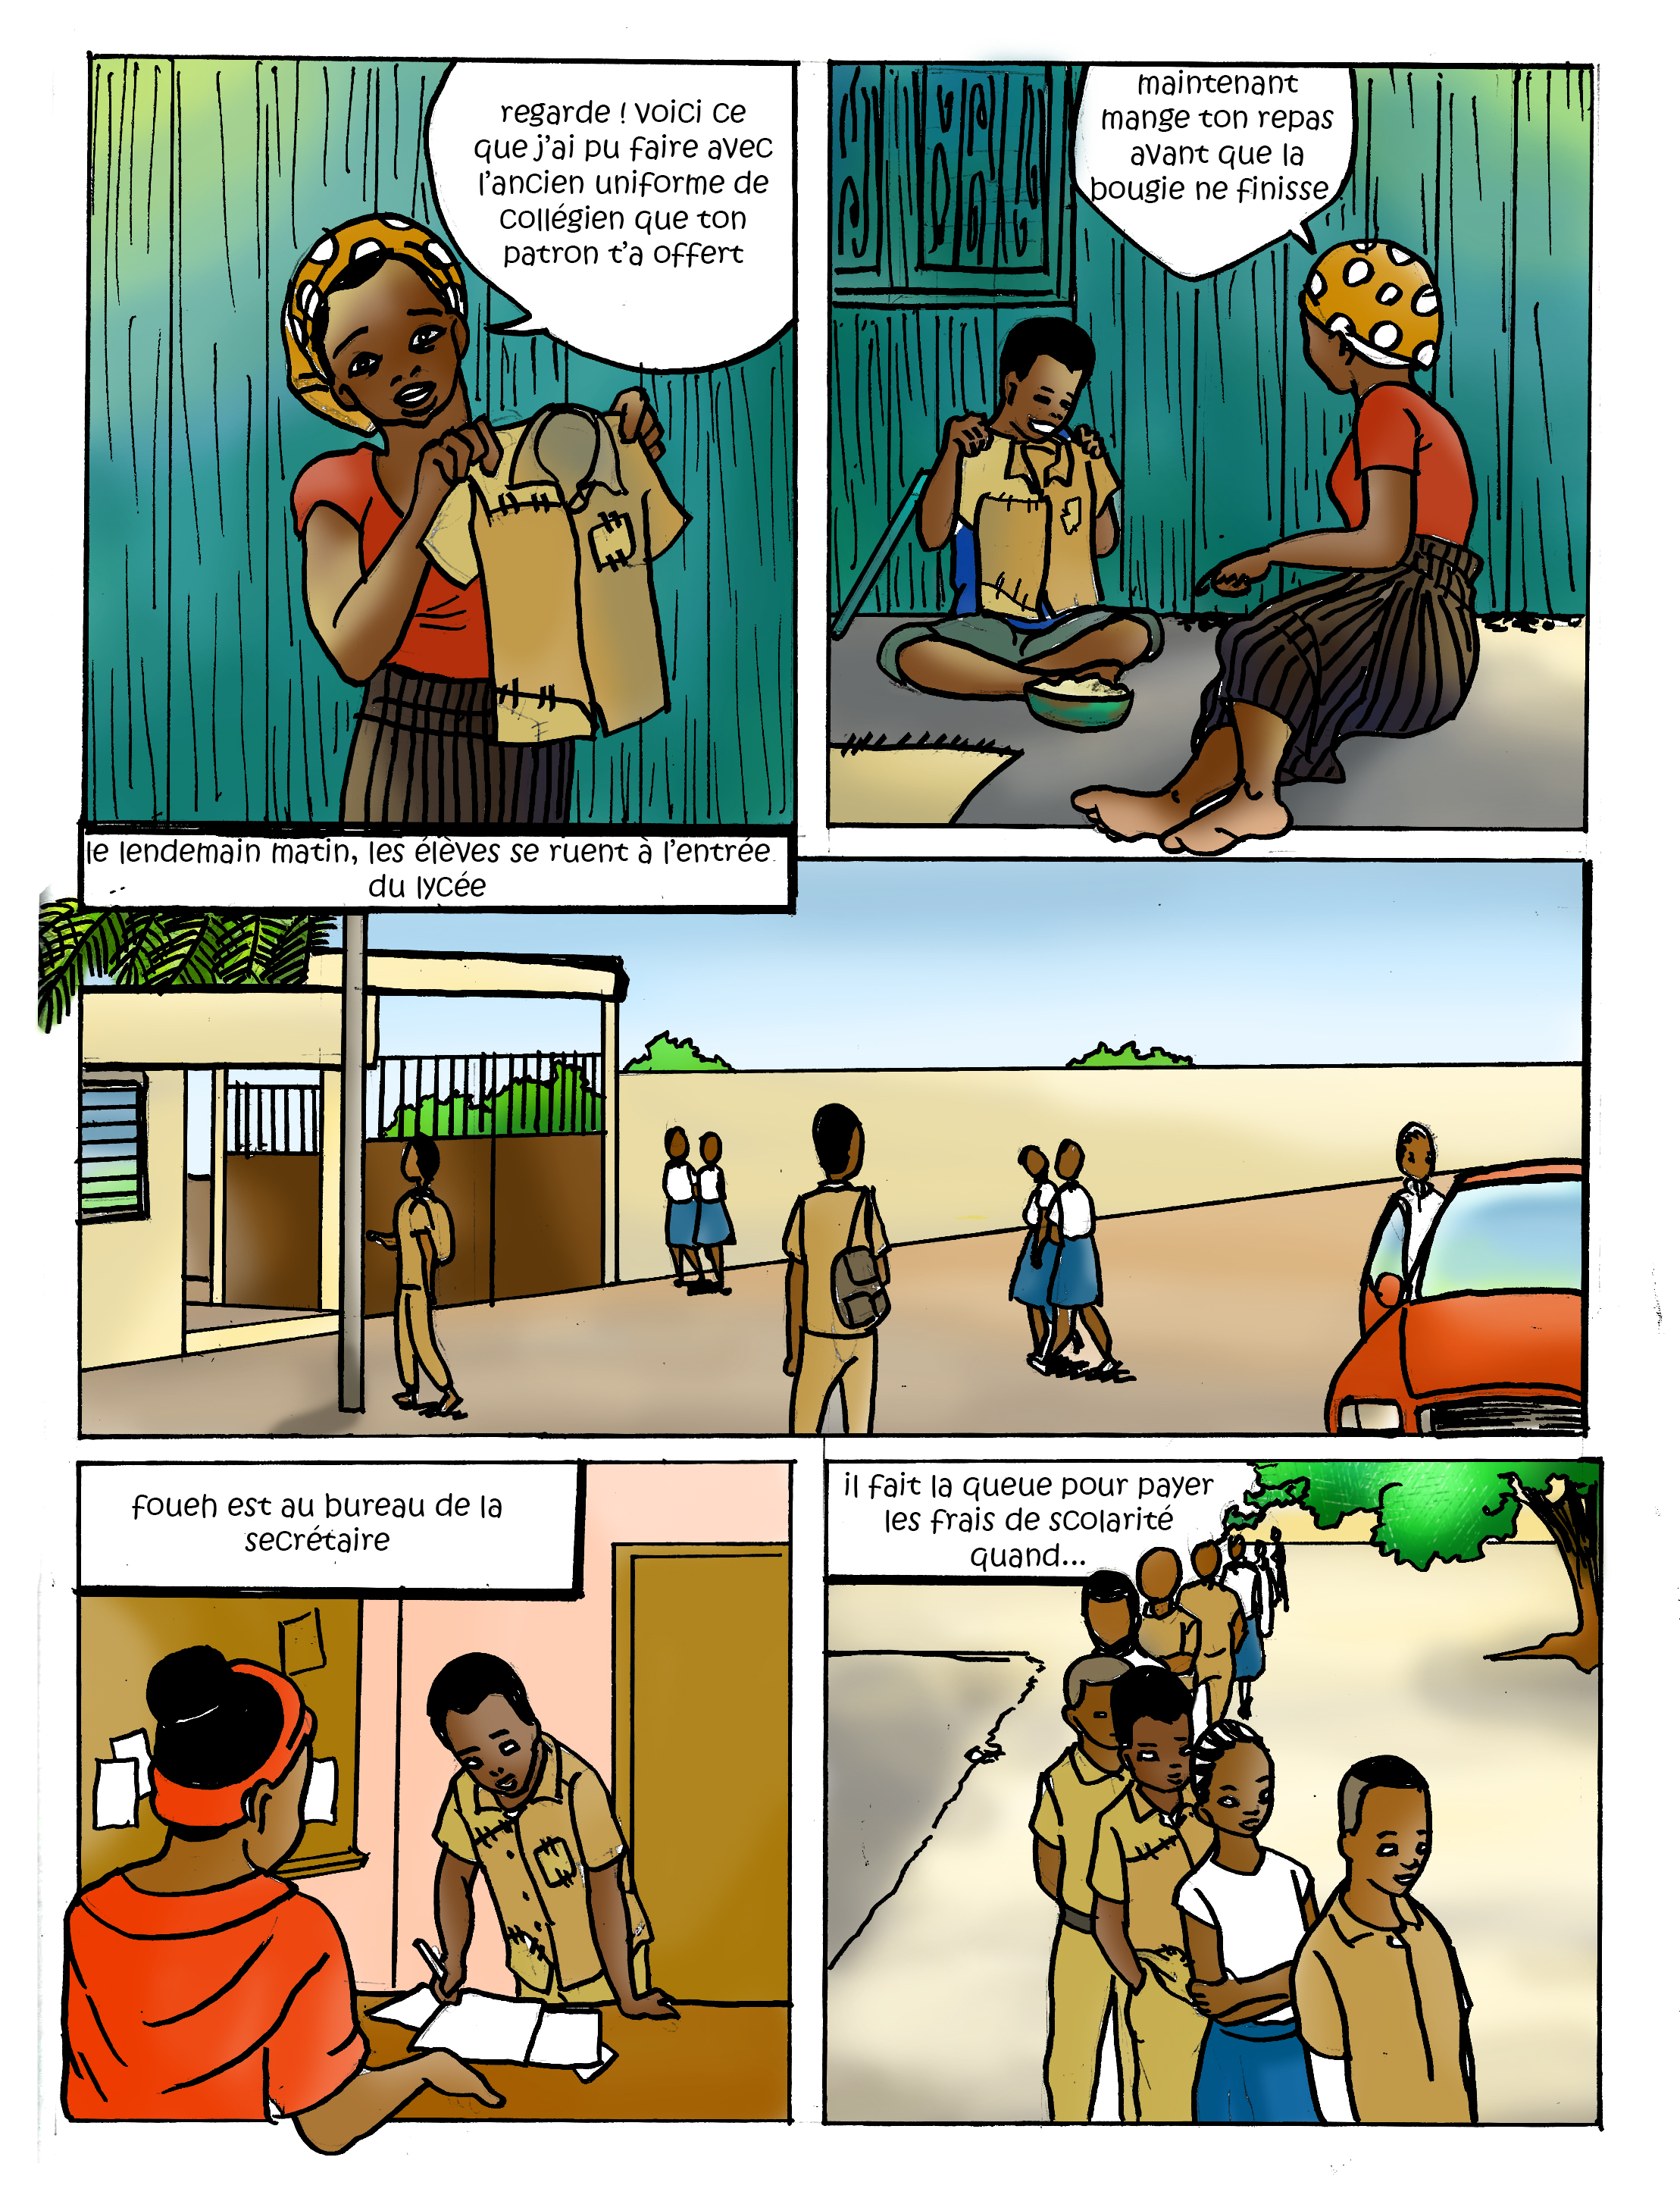 regarde ! voici ce
que j'ai pu faire avec
l'ancien uniforme de
collégien que ton
patron t'a offert
maintenant
mange ton repas
avant que la
bougie ne finisse
le lendemain matin, les élèves se ruent à l'entrée
du lycée
foueh est au bureau de la
secrétaire
il fait la queue pour payer
les frais de scolarité
quand...